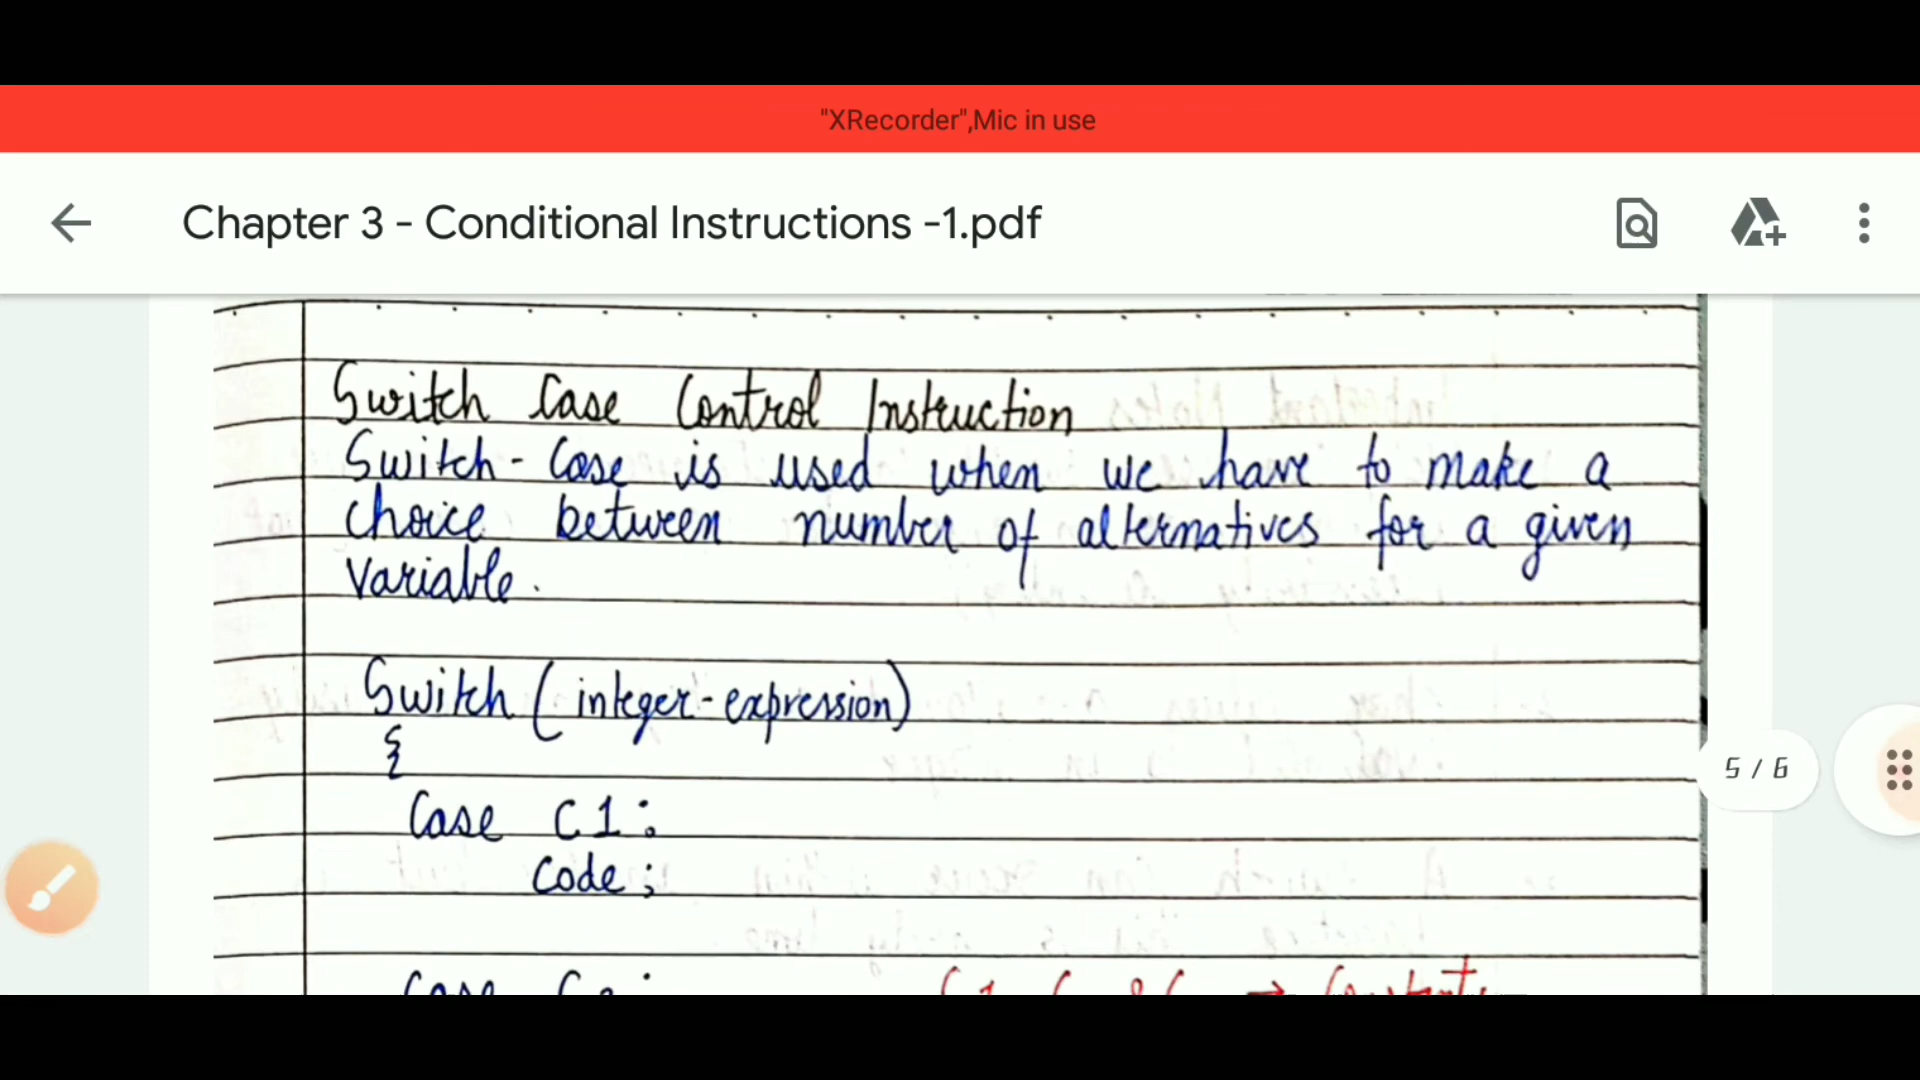 "XRecorder",Mic in use
Chapter 3 - Conditional Instructions -1.pdf
Switch Case Control Instruction
Switch - Case is used when we have to make a
choice between number of alternatives for a given
variable.
Switch (integer-expression)
{
Case C1:
Code;
5 / 6